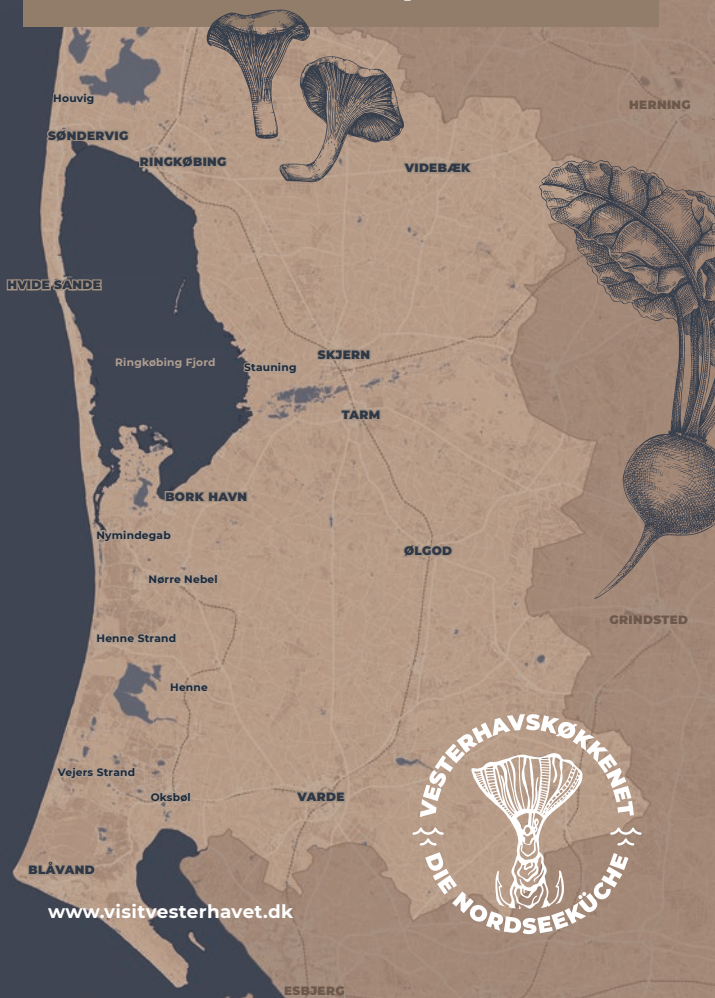 Houvig
HERNING
SØNDERVIG
RINGKØBING
VIDEBÆK
HVIDE SANDE
SKJERN
Ringkøbing Fjord
Stauning
TARM
BORK HAVN
Nymindegab
ØLGOD
Nørre Nebel
GRINDSTED
Henne Strand
Henne
VESTERHAVSKØKKENET
DIE NORDSEEKÜCHE
Vejers Strand
Oksbøl
VARDE
BLÅVAND
www.visitvesterhavet.dk
ESBJERG